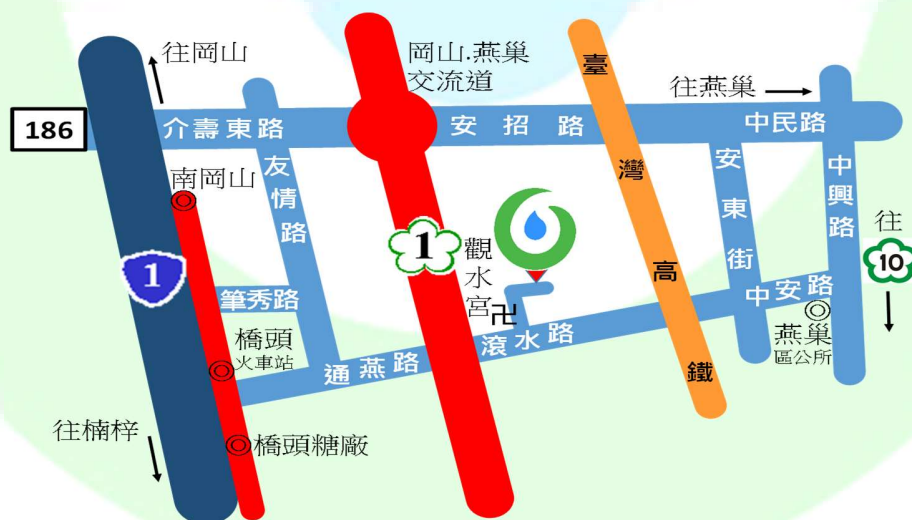 往岡山
岡山.燕巢
交流道
往燕巢
186
介壽東路
安招路
中民路
臺灣高鐵
南岡山
友情路
安東街
中興路
往
10
1
1
觀水宮
卍
筆秀路
中安路
橋頭
火車站
滾水路
通燕路
燕巢
區公所
往楠梓
橋頭糖廠